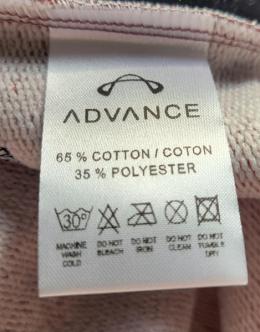 ADVANCE
65 % COTTON / COTON
35 % POLYESTER
30°
MACHINE WASH COLD
DO NOT BLEACH
DO NOT IRON
DO NOT CLEAN
DO NOT TUMBLE DRY